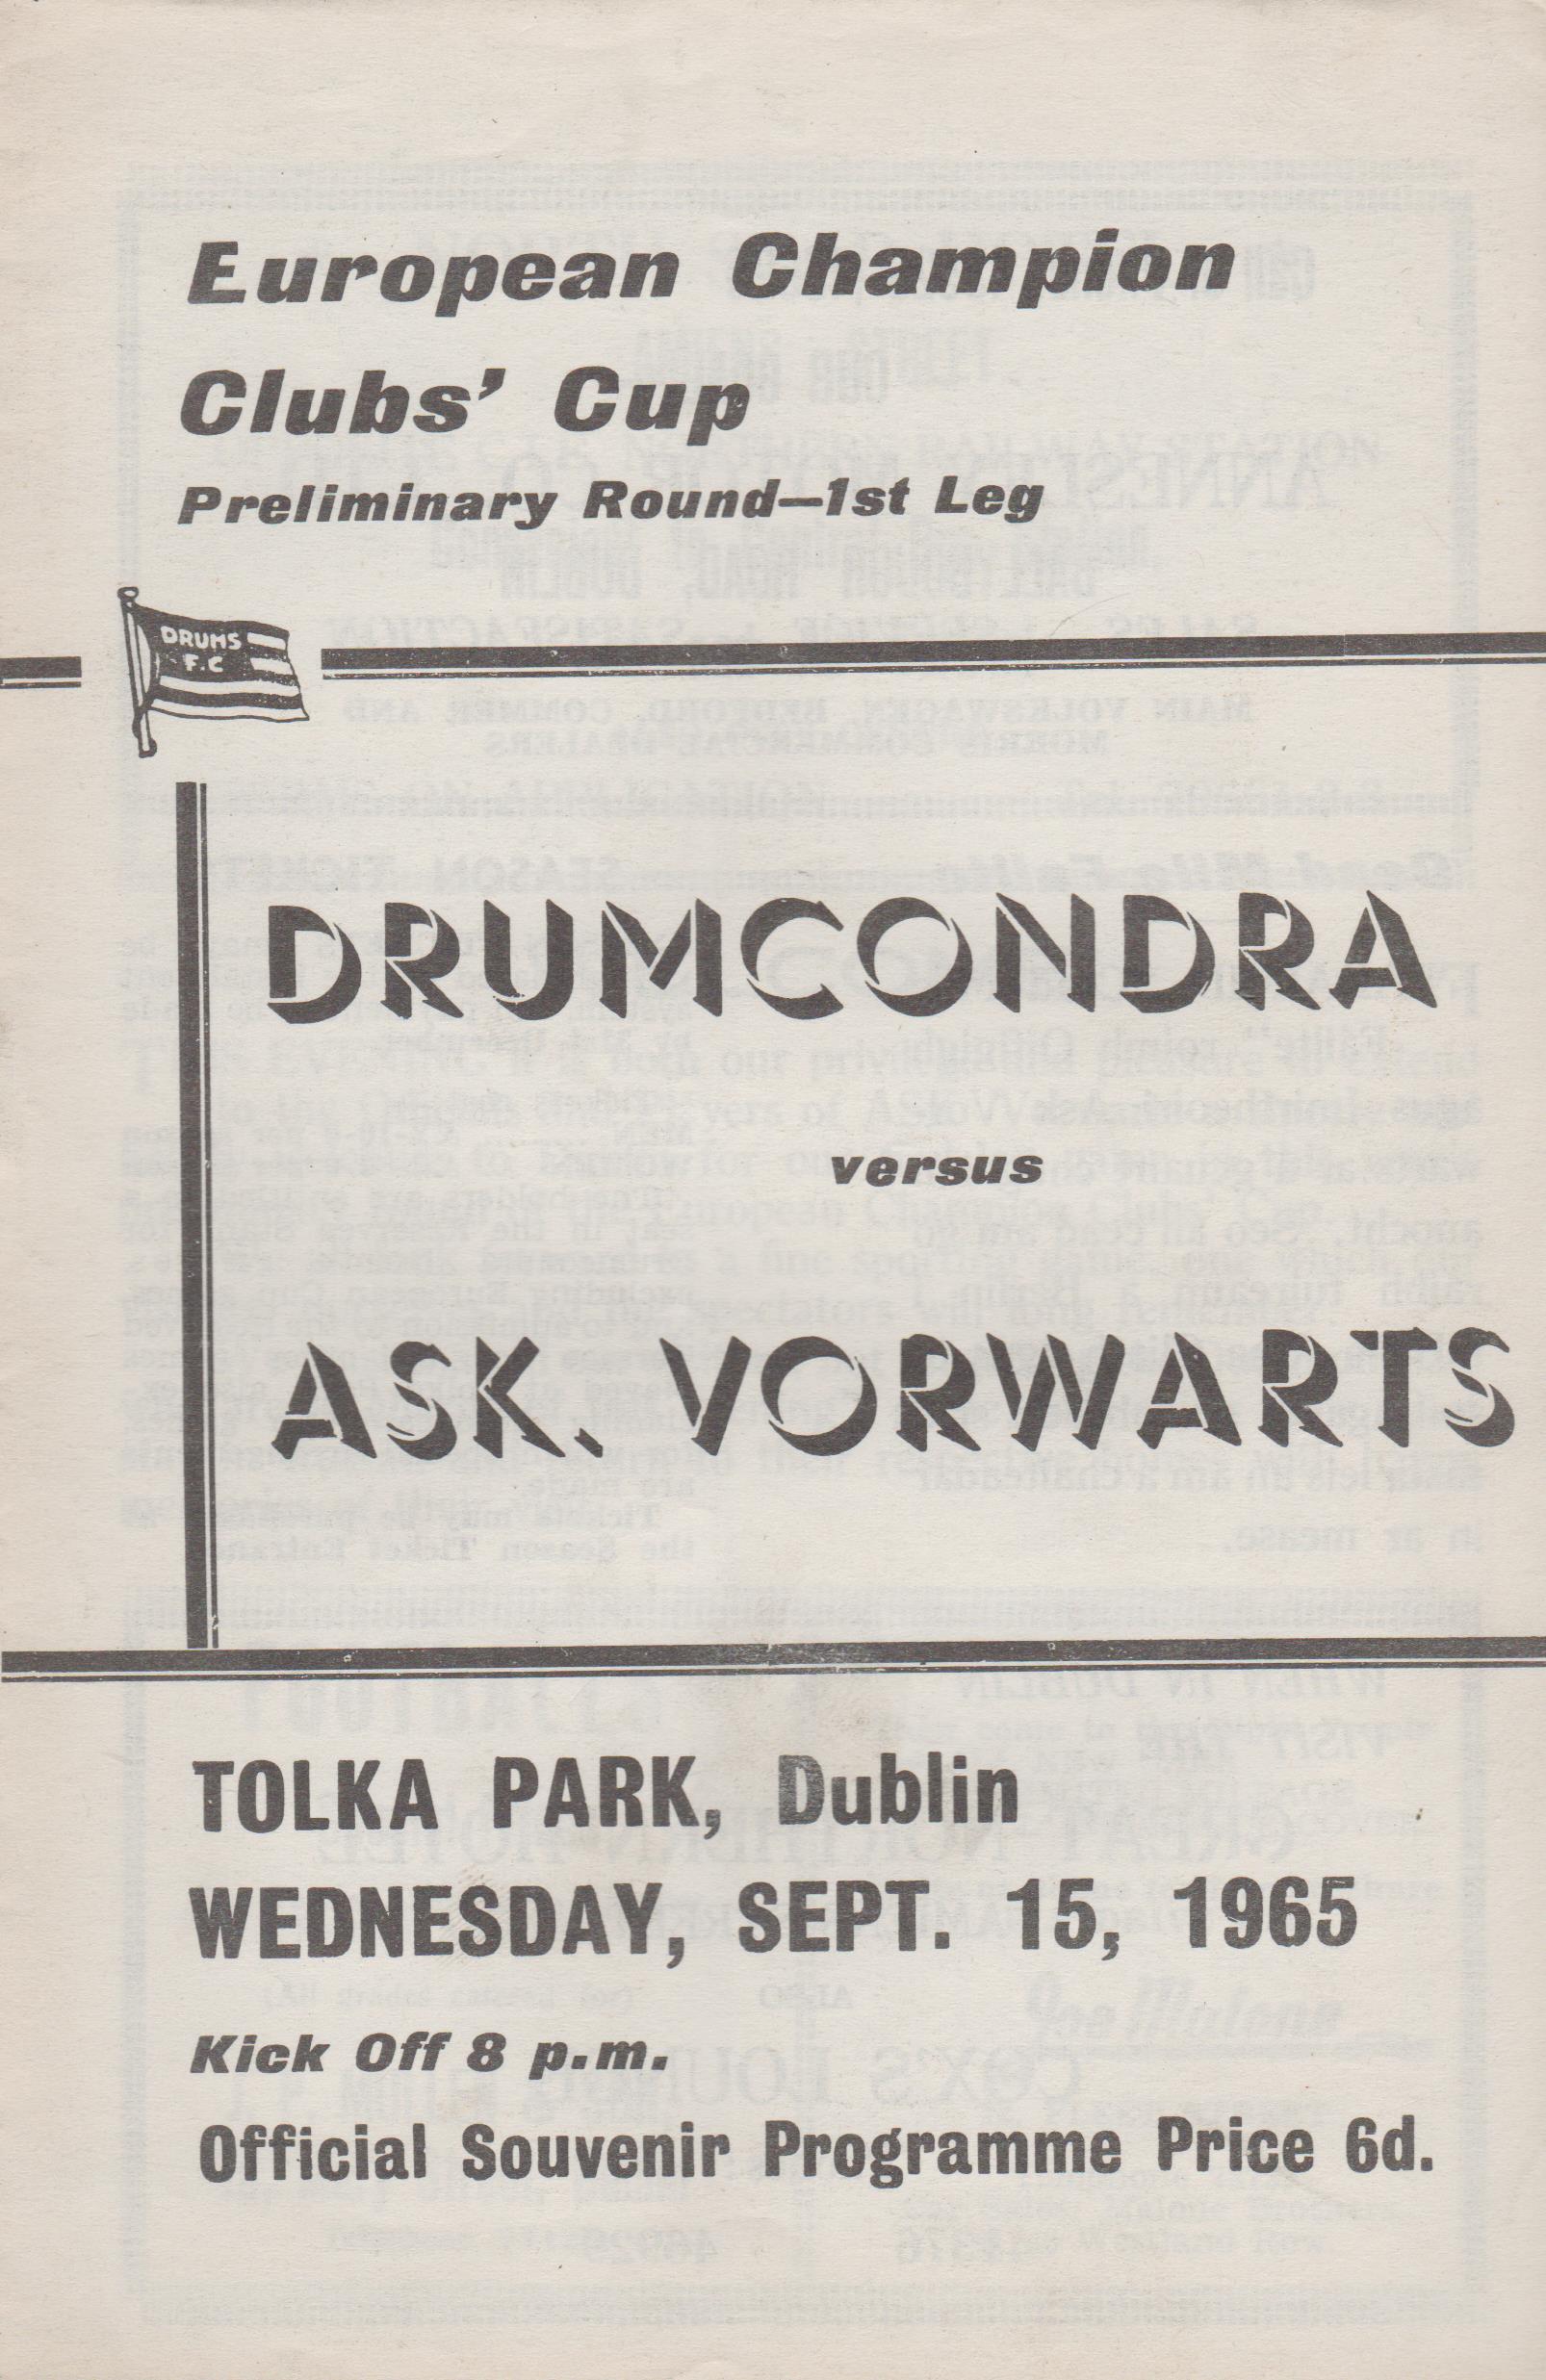 European Champion
Clubs' Cup
Preliminary Round—1st Leg
DRUMS
F.C
DRUMCONDRA
versus
ASK. VORWARTS
TOLKA PARK, Dublin
WEDNESDAY, SEPT. 15, 1965
Kick Off 8 p.m.
Official Souvenir Programme Price 6d.